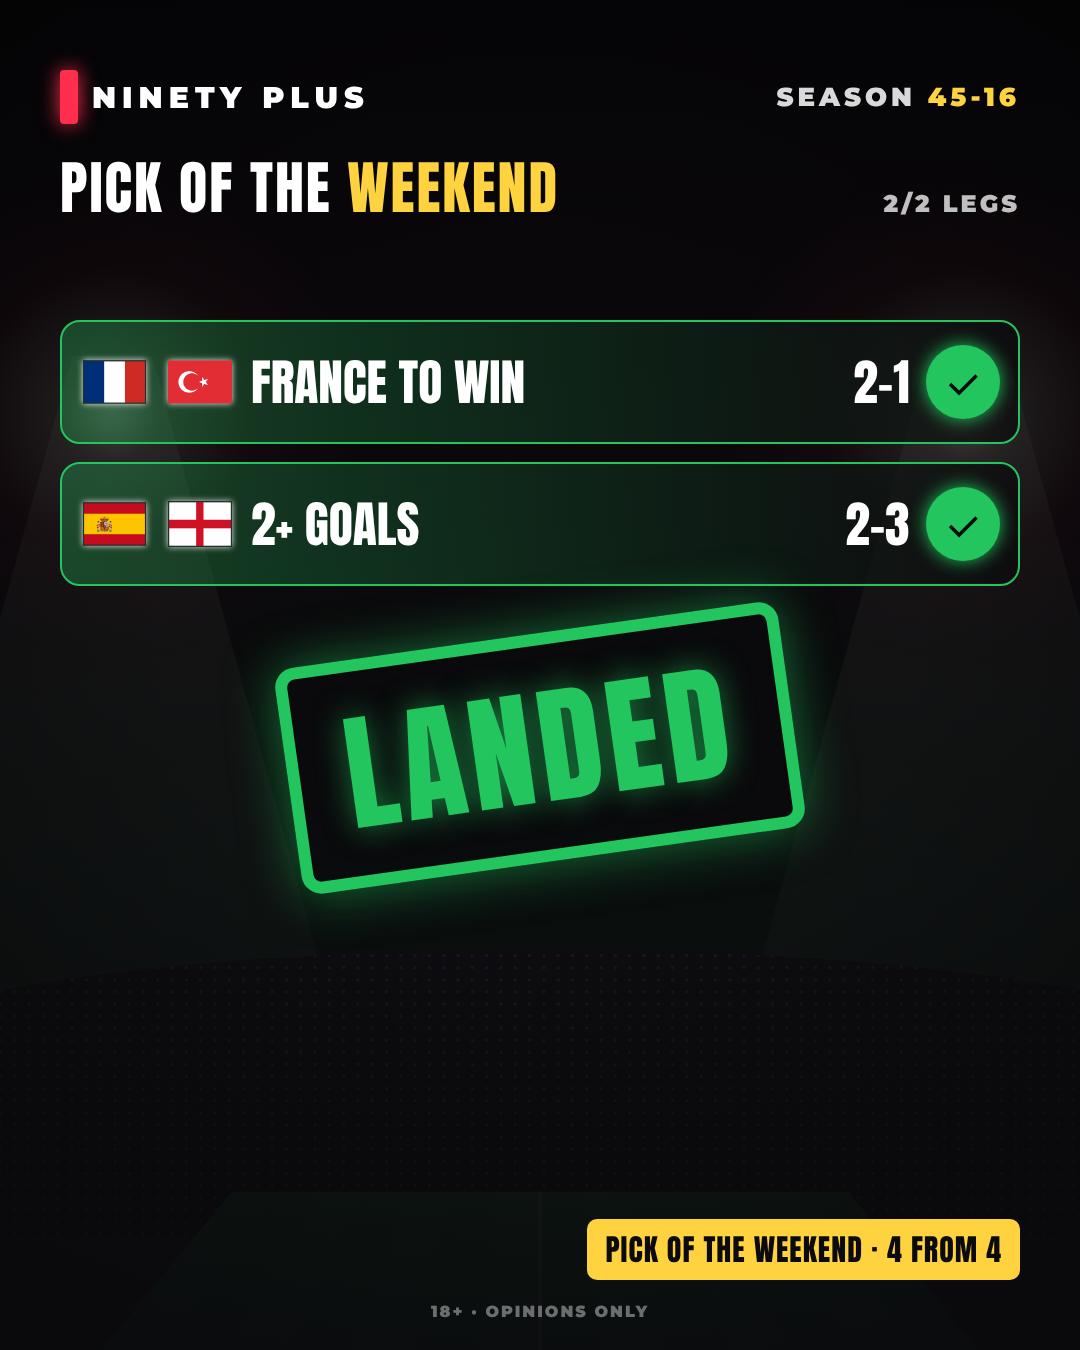 NINETY PLUS
SEASON 45-16
PICK OF THE WEEKEND
2/2 LEGS
FRANCE TO WIN 2-1
2+ GOALS 2-3
LANDED
PICK OF THE WEEKEND · 4 FROM 4
18+ · OPINIONS ONLY